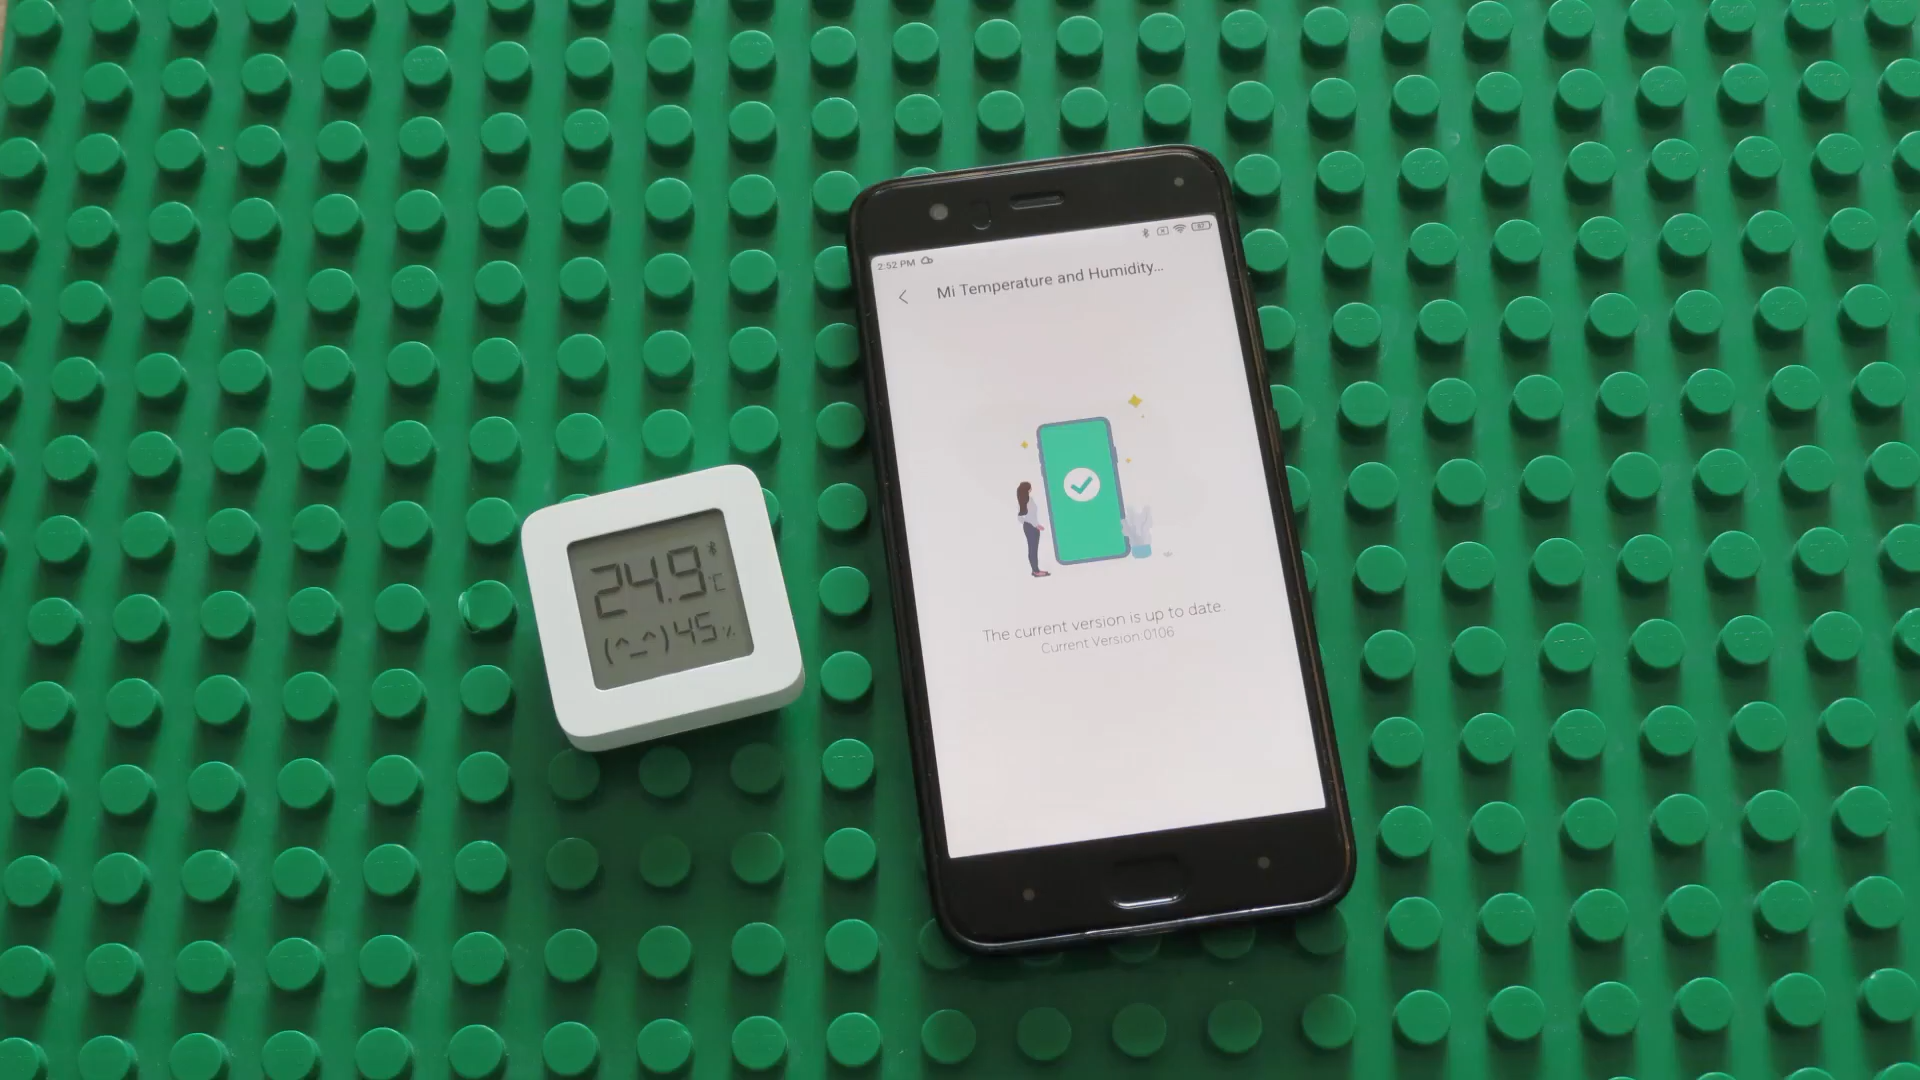 2:52 PM
67
Mi Temperature and Humidity...
24.9°C
(^_^) 45 %
The current version is up to date.
Current Version:0106